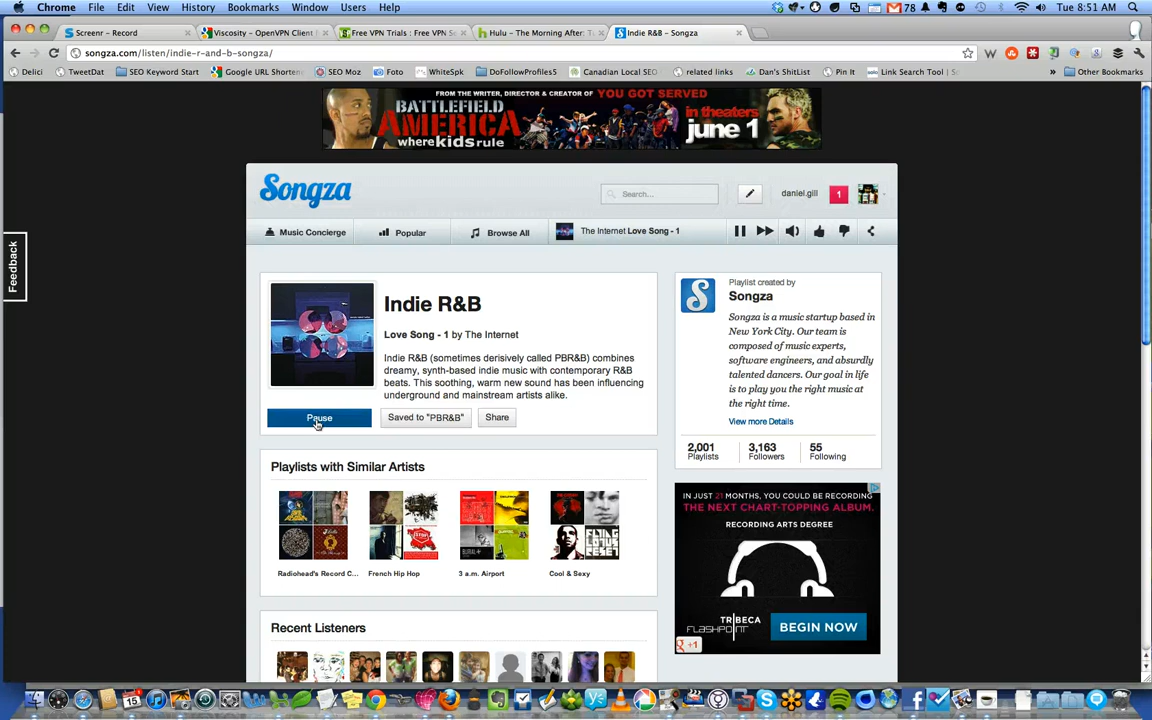 Chrome File Edit View History Bookmarks Window Users Help 78 Tue 8:51 AM
Screenr - Record Viscosity - OpenVPN Client Free VPN Trials : Free VPN Se Hulu - The Morning After: T Indie R&B - Songza
songza.com/listen/indie-r-and-b-songza/
Delici TweetDat SEO Keyword Start Google URL Shortene SEO Moz Foto WhiteSpk DoFollowProfiles5 Canadian Local SEO related links Dan's ShitList Pin It Link Search Tool | S » Other Bookmarks
FROM THE WRITER, DIRECTOR & CREATOR OF YOU GOT SERVED
BATTLEFIELD
AMERICA
where kids rule
in theaters
june 1
Songza
Search...
daniel.gill 1
Music Concierge Popular Browse All The Internet Love Song - 1
Feedback
Indie R&B
Love Song - 1 by The Internet
Indie R&B (sometimes derisively called PBR&B) combines
dreamy, synth-based indie music with contemporary R&B
beats. This soothing, warm new sound has been influencing
underground and mainstream artists alike.
Pause Saved to "PBR&B" Share
Playlist created by
Songza
Songza is a music startup based in
New York City. Our team is
composed of music experts,
software engineers, and absurdly
talented dancers. Our goal in life
is to play you the right music at
the right time.
View more Details
2,001 3,163 55
Playlists Followers Following
Playlists with Similar Artists
Radiohead's Record C... French Hip Hop 3 a.m. Airport Cool & Sexy
Recent Listeners
IN JUST 21 MONTHS, YOU COULD BE RECORDING
THE NEXT CHART-TOPPING ALBUM.
RECORDING ARTS DEGREE
TRIBECA
FLASHPOINT
BEGIN NOW
+1